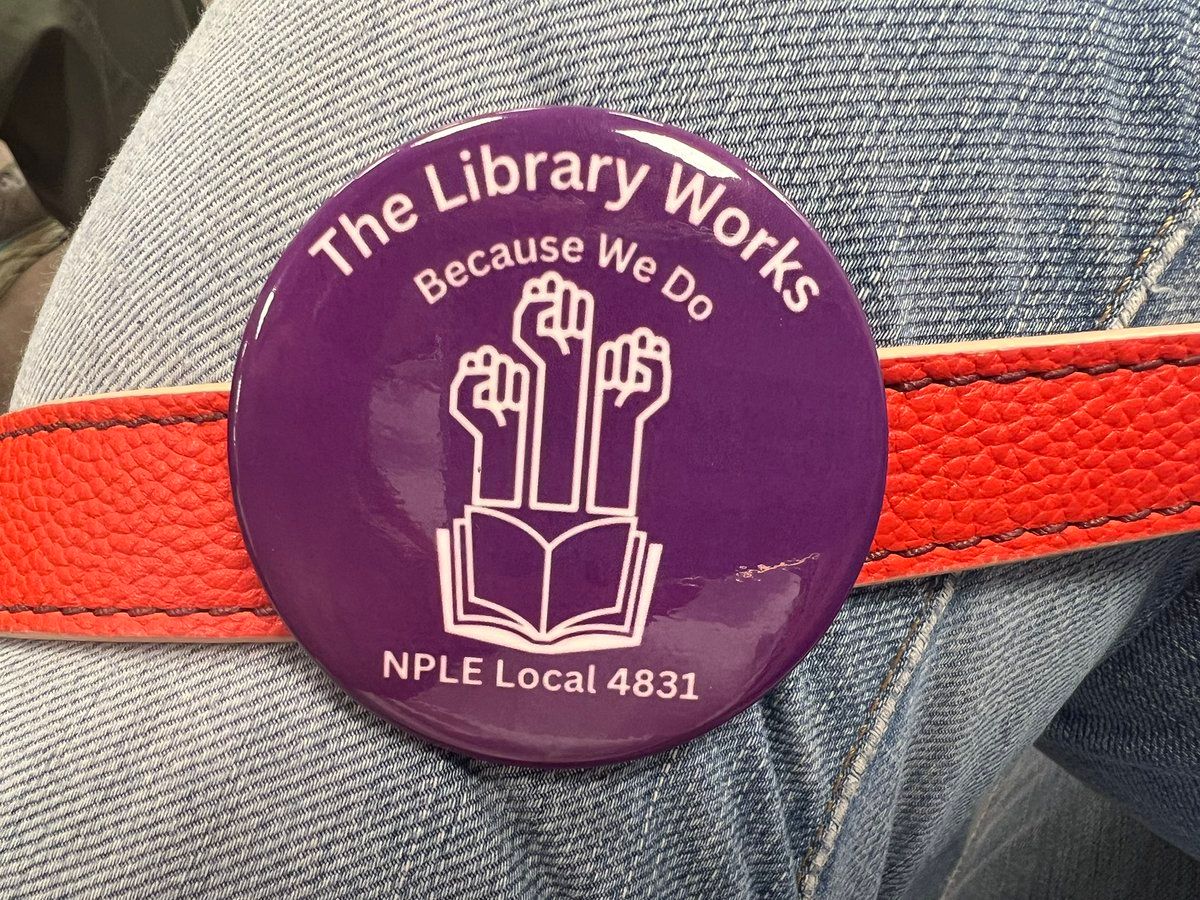 The Library Works
Because We Do
NPLE Local 4831